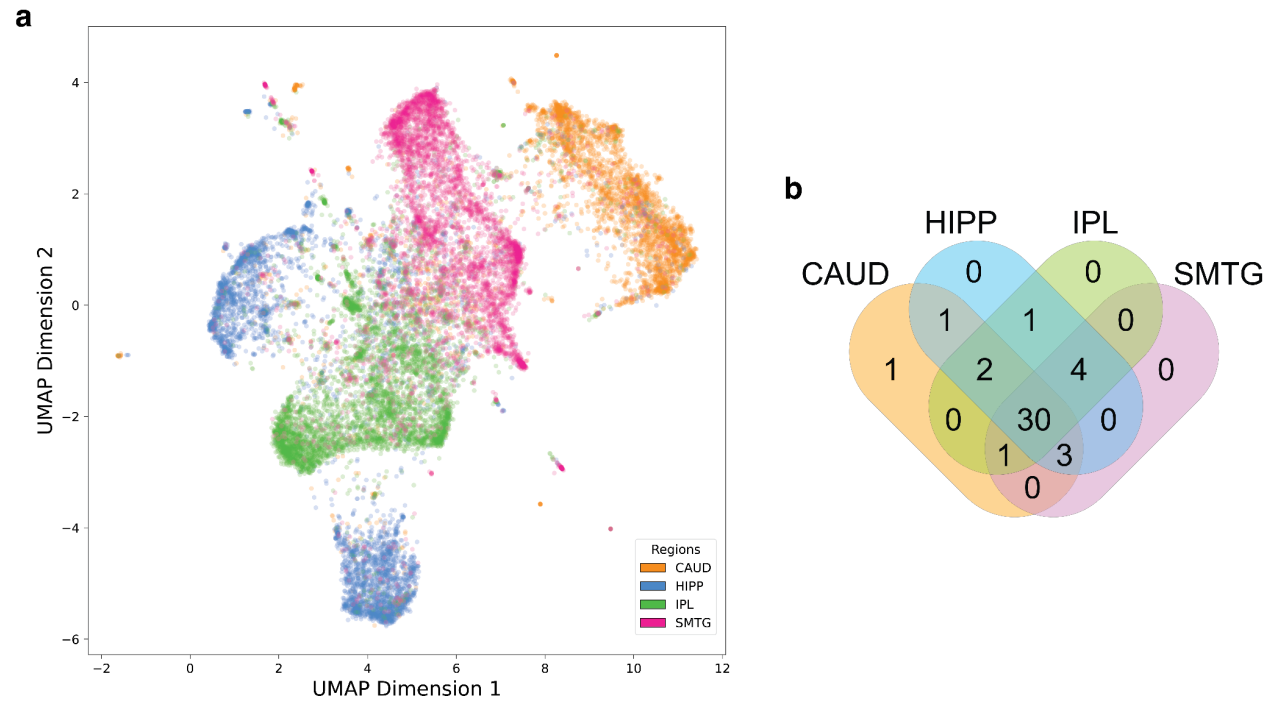 a
4
2
0
−2
−4
−6
UMAP Dimension 2
−2 0 2 4 6 8 10 12
UMAP Dimension 1
Regions
CAUD
HIPP
IPL
SMTG
b
HIPP IPL
CAUD SMTG
0 0
1 1 0
1 2 4 0
0 30 0
1 3
0